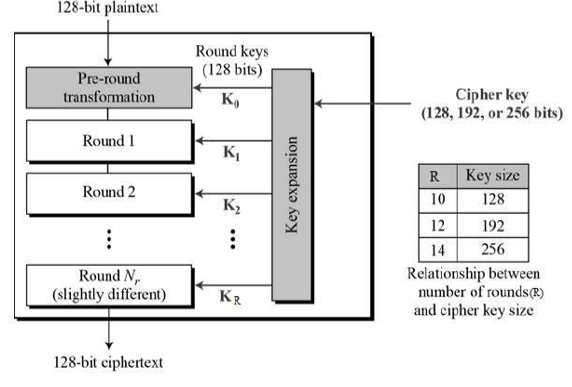 128-bit plaintext
Round keys
(128 bits)
Pre-round
transformation
K₀
Cipher key
(128, 192, or 256 bits)
Round 1
K₁
Round 2
K₂
Key expansion
Round Nᵣ
(slightly different)
K_R
128-bit ciphertext
R Key size
10 128
12 192
14 256
Relationship between
number of rounds(R)
and cipher key size